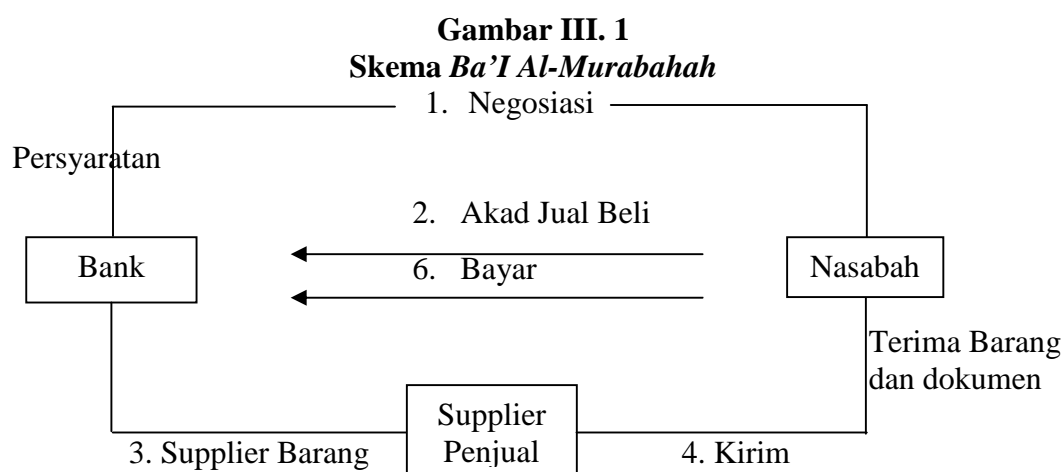 Gambar III. 1
Skema Ba’I Al-Murabahah
1. Negosiasi
Persyaratan
2. Akad Jual Beli
Bank
6. Bayar
Nasabah
Terima Barang
dan dokumen
Supplier
Penjual
3. Supplier Barang
4. Kirim